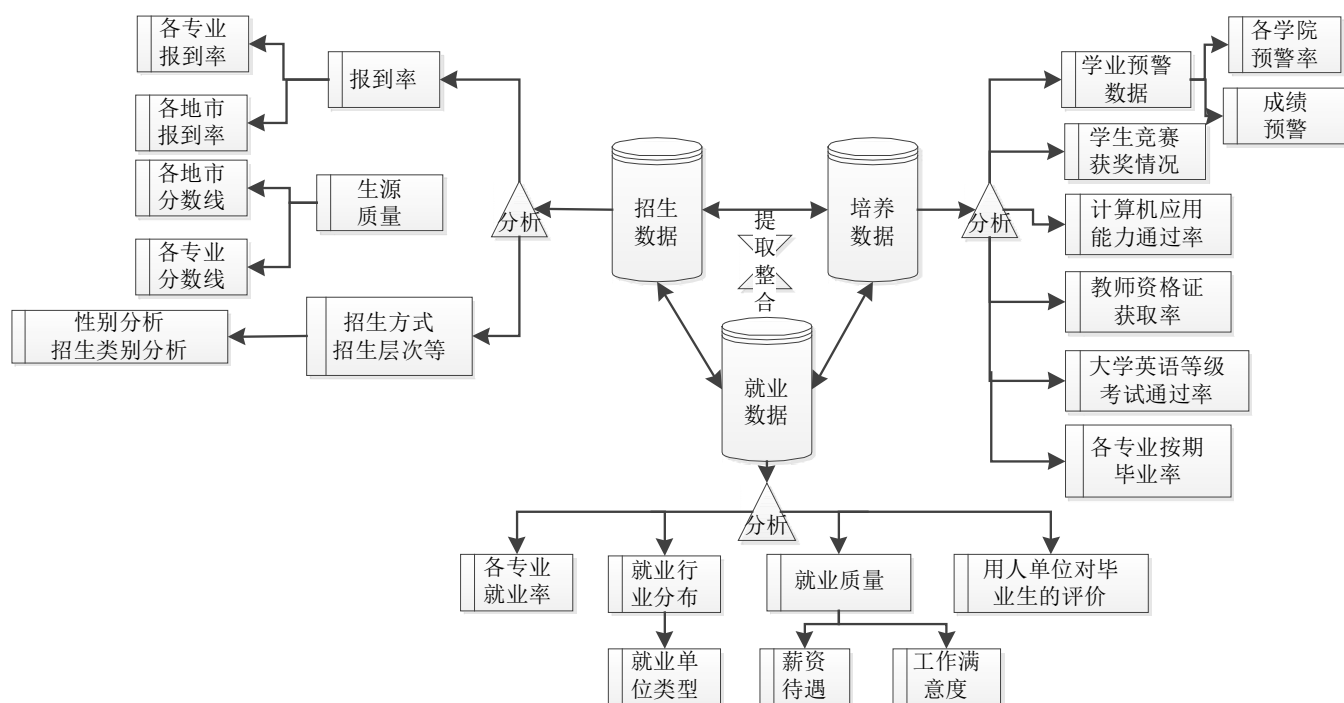 各专业
报到率
报到率
各地市
报到率
各地市
分数线
生源
质量
各专业
分数线
性别分析
招生类别分析
招生方式
招生层次等
分析
招生
数据
提
取
整
合
培养
数据
就业
数据
分析
学业预警
数据
各学院
预警率
成绩
预警
学生竞赛
获奖情况
计算机应用
能力通过率
教师资格证
获取率
大学英语等级
考试通过率
各专业按期
毕业率
分析
各专业
就业率
就业行
业分布
就业质量
用人单位对毕
业生的评价
就业单
位类型
薪资
待遇
工作满
意度